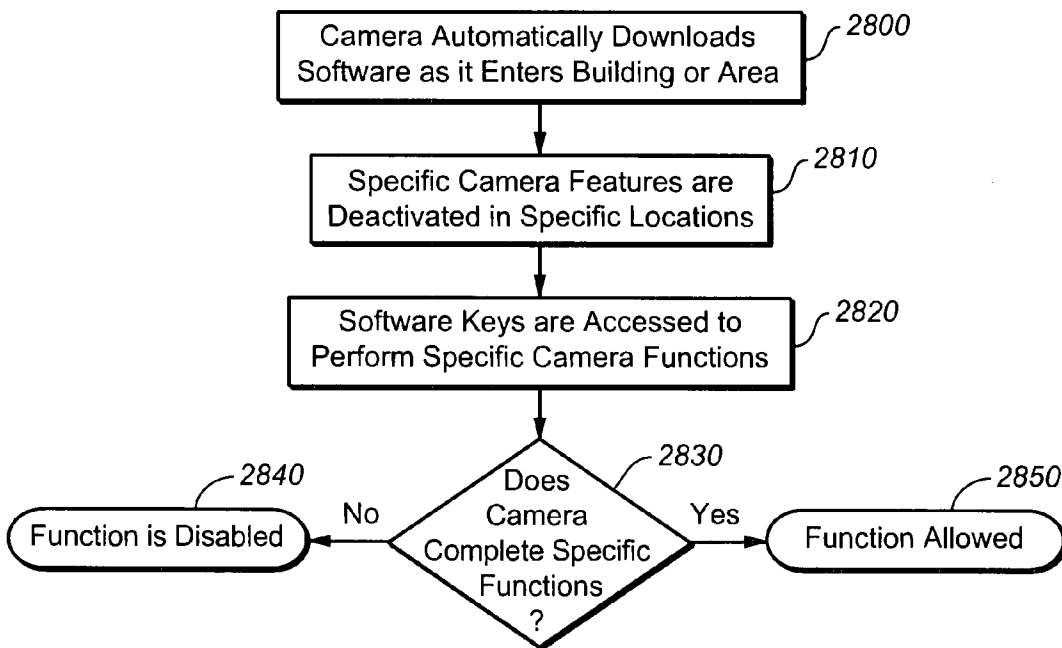 Camera Automatically Downloads
Software as it Enters Building or Area
2800
Specific Camera Features are
Deactivated in Specific Locations
2810
Software Keys are Accessed to
Perform Specific Camera Functions
2820
Does
Camera
Complete Specific
Functions
?
2830
No
2840
Function is Disabled
Yes
2850
Function Allowed